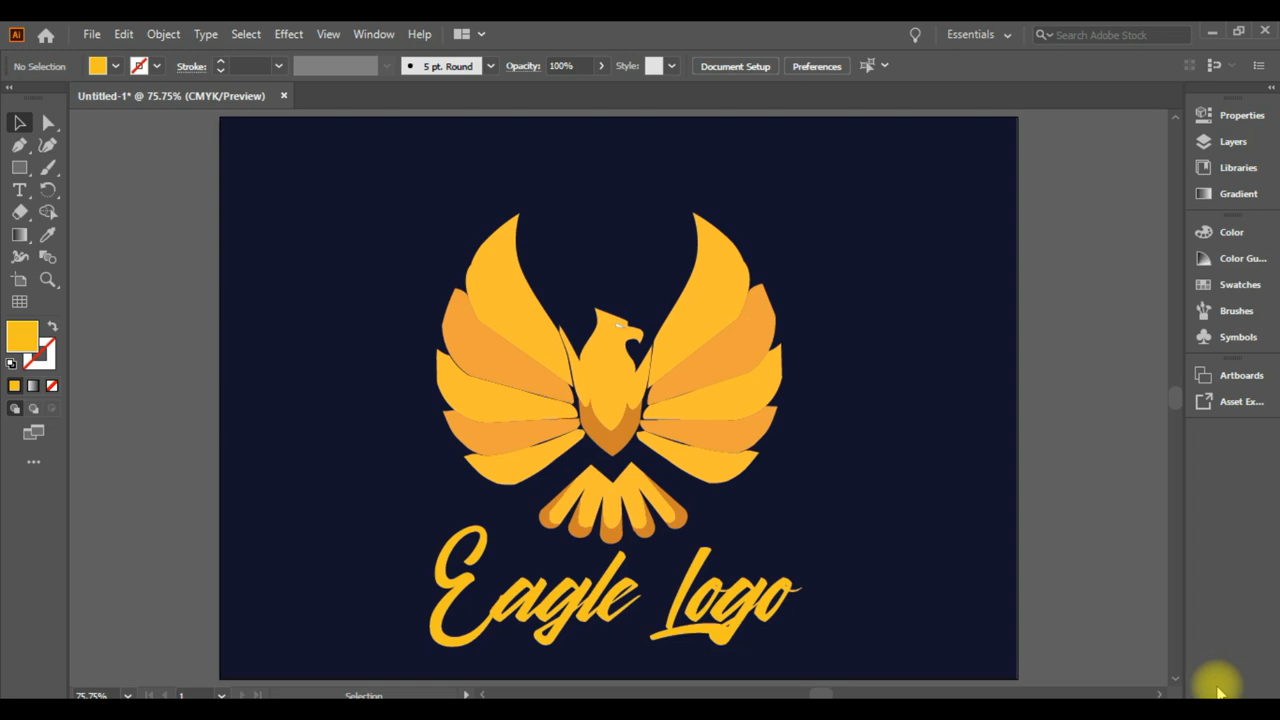 Ai File Edit Object Type Select Effect View Window Help Essentials Search Adobe Stock
No Selection Stroke: 5 pt. Round Opacity: 100% Style: Document Setup Preferences
Untitled-1* @ 75.75% (CMYK/Preview)
Properties
Layers
Libraries
Gradient
Color
Color Gu...
Swatches
Brushes
Symbols
Artboards
Asset Ex...
Eagle Logo
75.75% 1 Selection